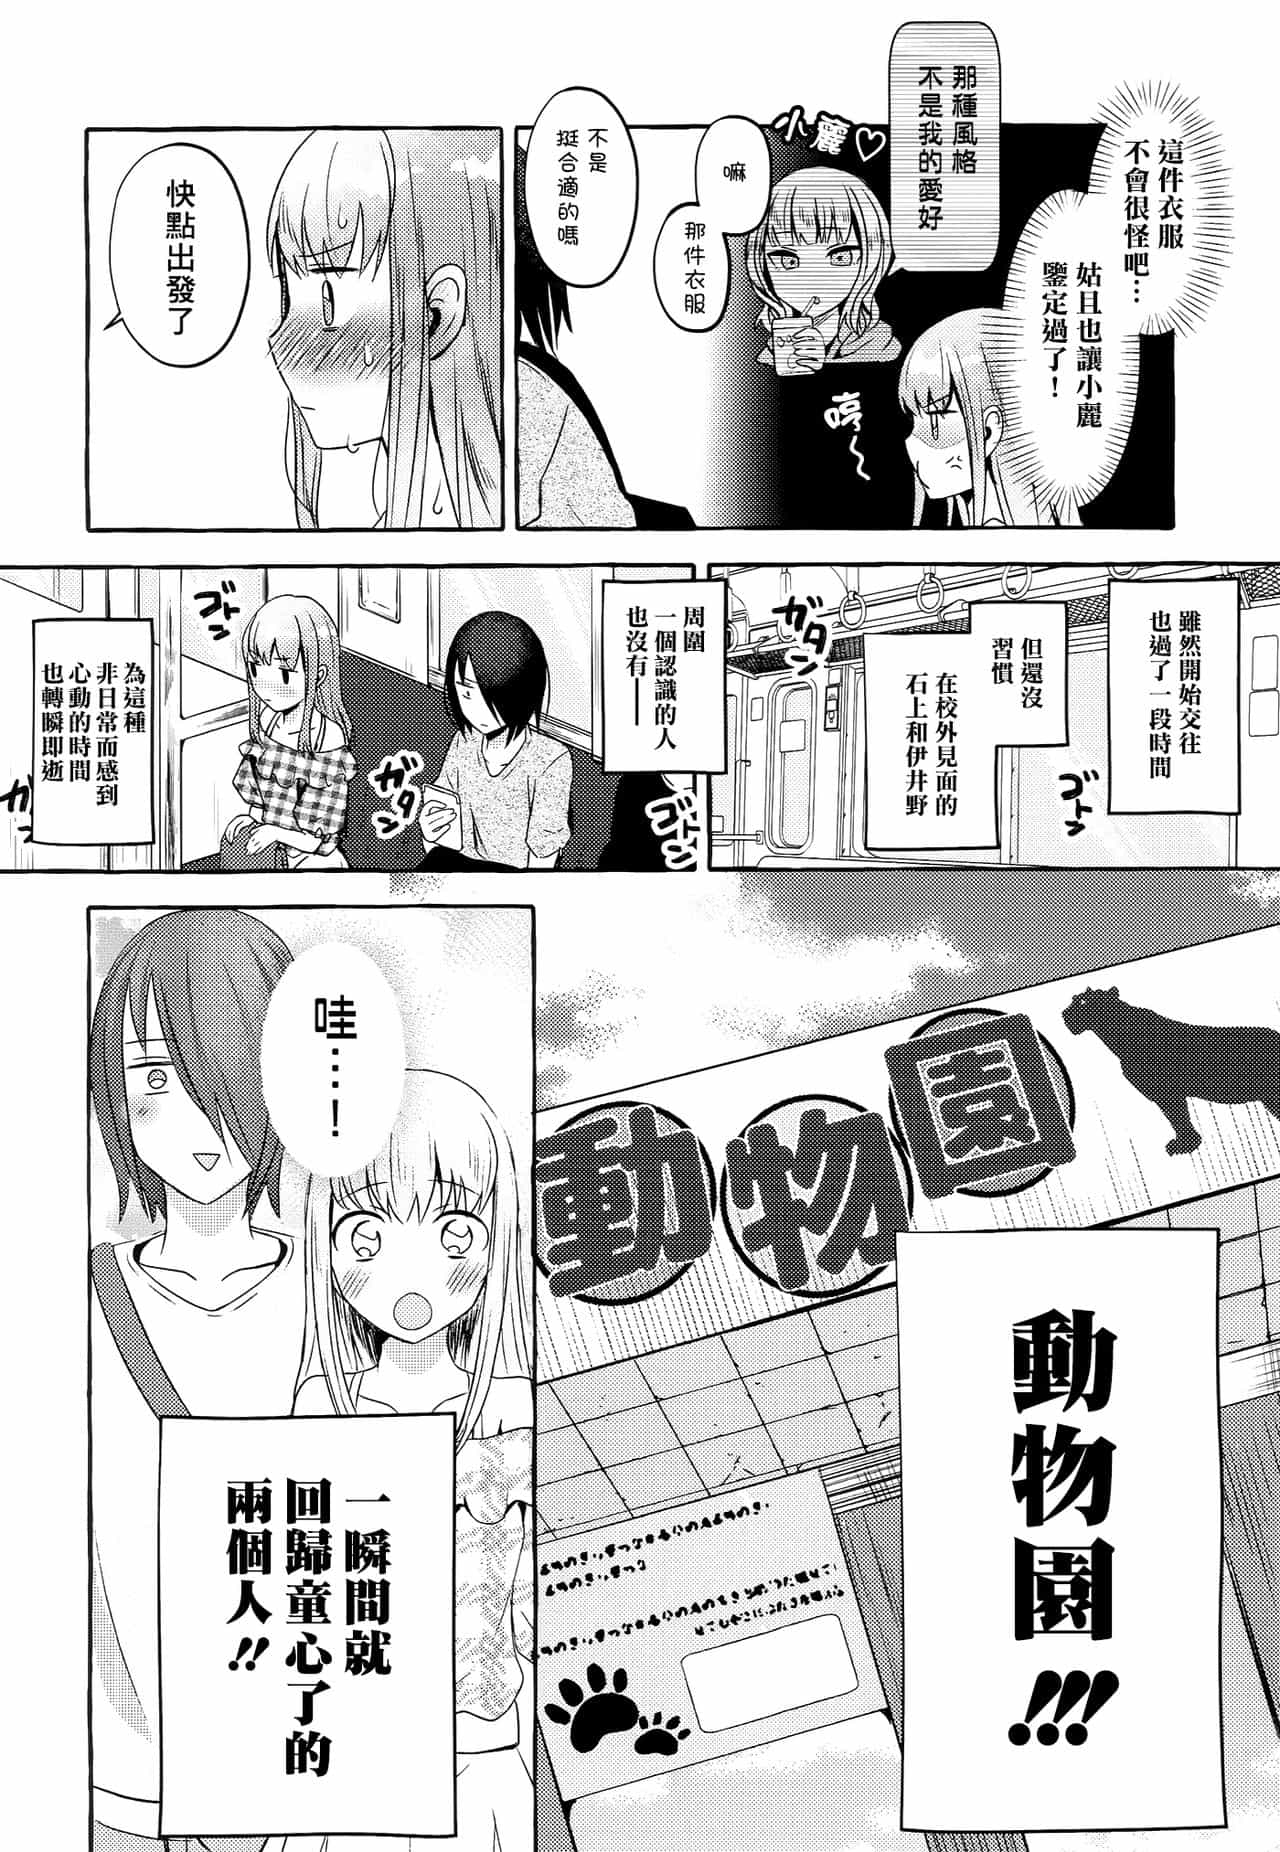 這件衣服
不會很怪吧…
姑且也讓小麗
鑒定過了！
那種風格
不是我的愛好
小麗♡
哼～
嘛
那件衣服
不是
挺合適的嗎
快點出發了
雖然開始交往
也過了一段時間
但還沒
習慣
在校外見面的
石上和伊井野
ガタン
ゴトン
周圍
一個認識的人
也沒有——
ゴトン
ガタン
ゴトン
為這種
非日常而感到
心動的時間
也轉瞬即逝
動物園
動物園!!!
哇…！
一瞬間就
回歸童心了的
兩個人!!